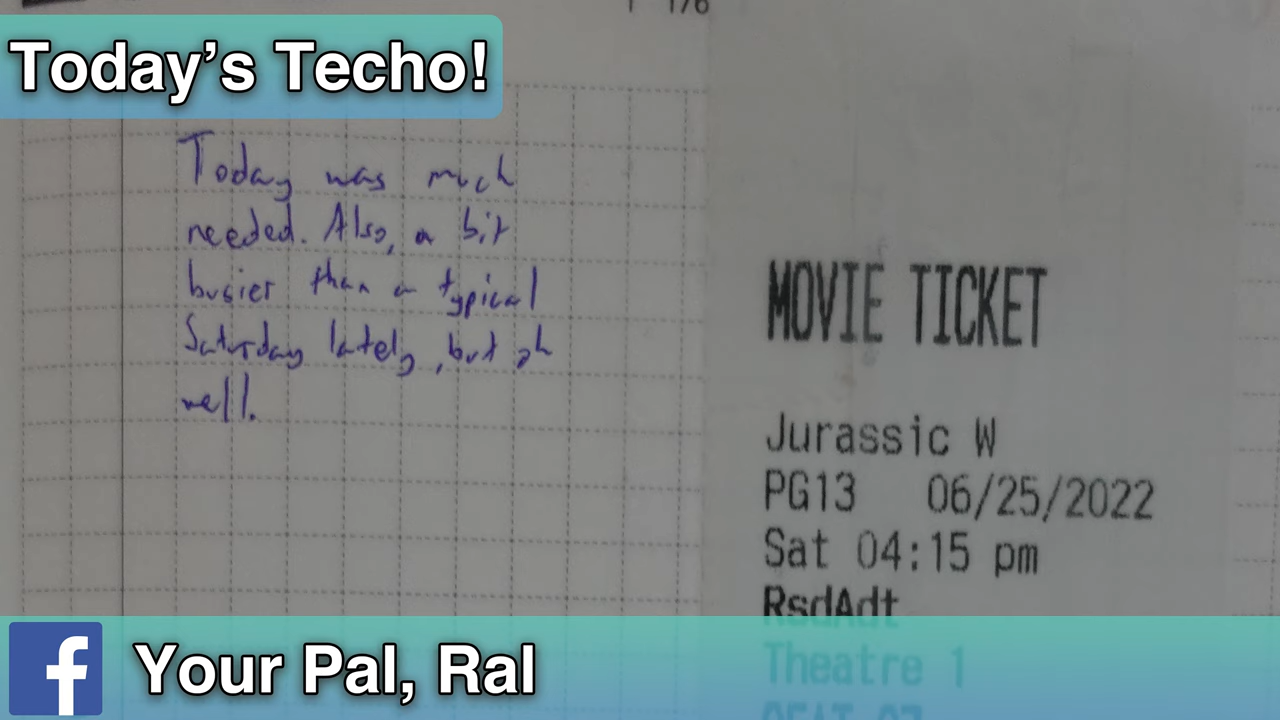 Today's Techo!
Today was much
needed. Also, a bit
busier than a typical
Saturday lately, but oh
well.
MOVIE TICKET
Jurassic W
PG13 06/25/2022
Sat 04:15 pm
RsdAdt
Theatre 1
Your Pal, Ral